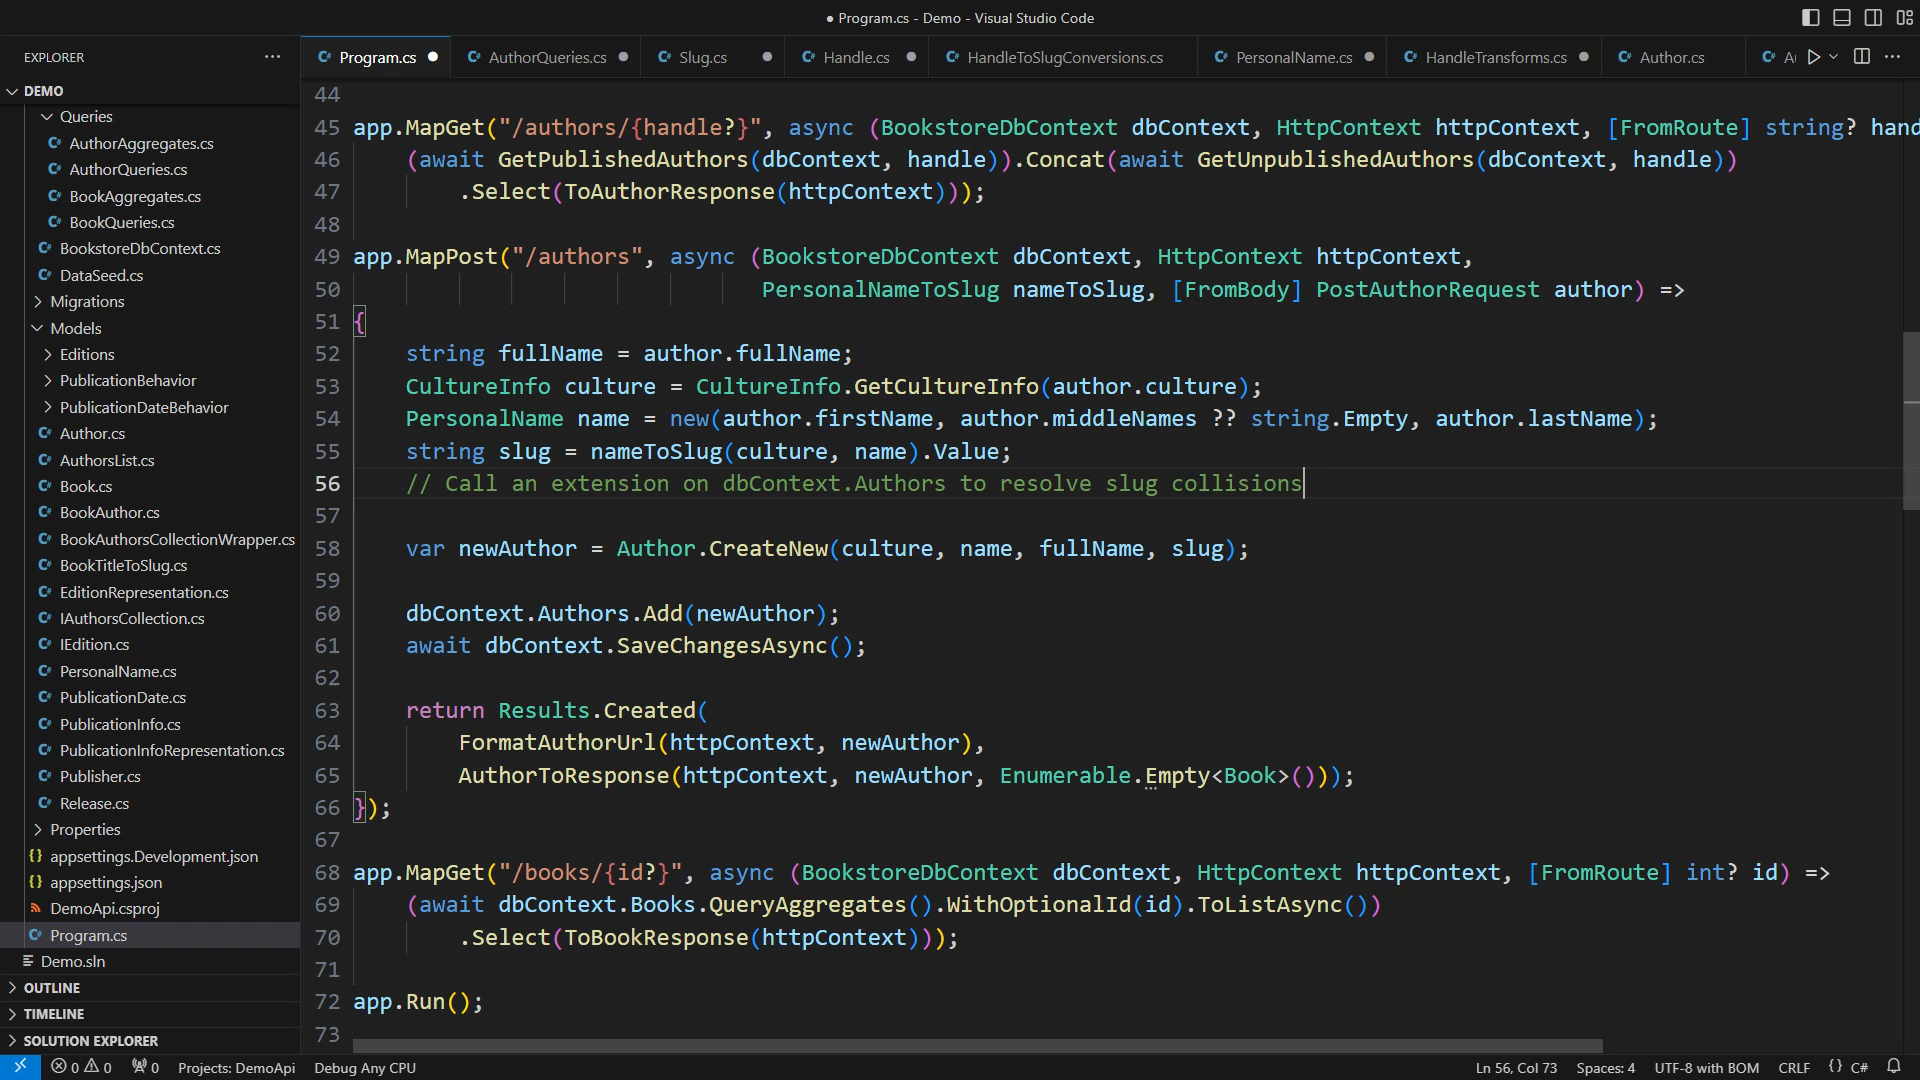 ● Program.cs - Demo - Visual Studio Code
EXPLORER
Program.cs
AuthorQueries.cs
Slug.cs
Handle.cs
HandleToSlugConversions.cs
PersonalName.cs
HandleTransforms.cs
Author.cs
DEMO
Queries
AuthorAggregates.cs
AuthorQueries.cs
BookAggregates.cs
BookQueries.cs
BookstoreDbContext.cs
DataSeed.cs
Migrations
Models
Editions
PublicationBehavior
PublicationDateBehavior
Author.cs
AuthorsList.cs
Book.cs
BookAuthor.cs
BookAuthorsCollectionWrapper.cs
BookTitleToSlug.cs
EditionRepresentation.cs
IAuthorsCollection.cs
IEdition.cs
PersonalName.cs
PublicationDate.cs
PublicationInfo.cs
PublicationInfoRepresentation.cs
Publisher.cs
Release.cs
Properties
appsettings.Development.json
appsettings.json
DemoApi.csproj
Program.cs
Demo.sln
OUTLINE
TIMELINE
SOLUTION EXPLORER
44
45 app.MapGet("/authors/{handle?}", async (BookstoreDbContext dbContext, HttpContext httpContext, [FromRoute] string? hand
46 (await GetPublishedAuthors(dbContext, handle)).Concat(await GetUnpublishedAuthors(dbContext, handle))
47 .Select(ToAuthorResponse(httpContext)));
48
49 app.MapPost("/authors", async (BookstoreDbContext dbContext, HttpContext httpContext,
50 PersonalNameToSlug nameToSlug, [FromBody] PostAuthorRequest author) =>
51 {
52 string fullName = author.fullName;
53 CultureInfo culture = CultureInfo.GetCultureInfo(author.culture);
54 PersonalName name = new(author.firstName, author.middleNames ?? string.Empty, author.lastName);
55 string slug = nameToSlug(culture, name).Value;
56 // Call an extension on dbContext.Authors to resolve slug collisions
57
58 var newAuthor = Author.CreateNew(culture, name, fullName, slug);
59
60 dbContext.Authors.Add(newAuthor);
61 await dbContext.SaveChangesAsync();
62
63 return Results.Created(
64 FormatAuthorUrl(httpContext, newAuthor),
65 AuthorToResponse(httpContext, newAuthor, Enumerable.Empty<Book>()));
66 });
67
68 app.MapGet("/books/{id?}", async (BookstoreDbContext dbContext, HttpContext httpContext, [FromRoute] int? id) =>
69 (await dbContext.Books.QueryAggregates().WithOptionalId(id).ToListAsync())
70 .Select(ToBookResponse(httpContext)));
71
72 app.Run();
73
0 0 0 Projects: DemoApi Debug Any CPU
Ln 56, Col 73 Spaces: 4 UTF-8 with BOM CRLF {} C#